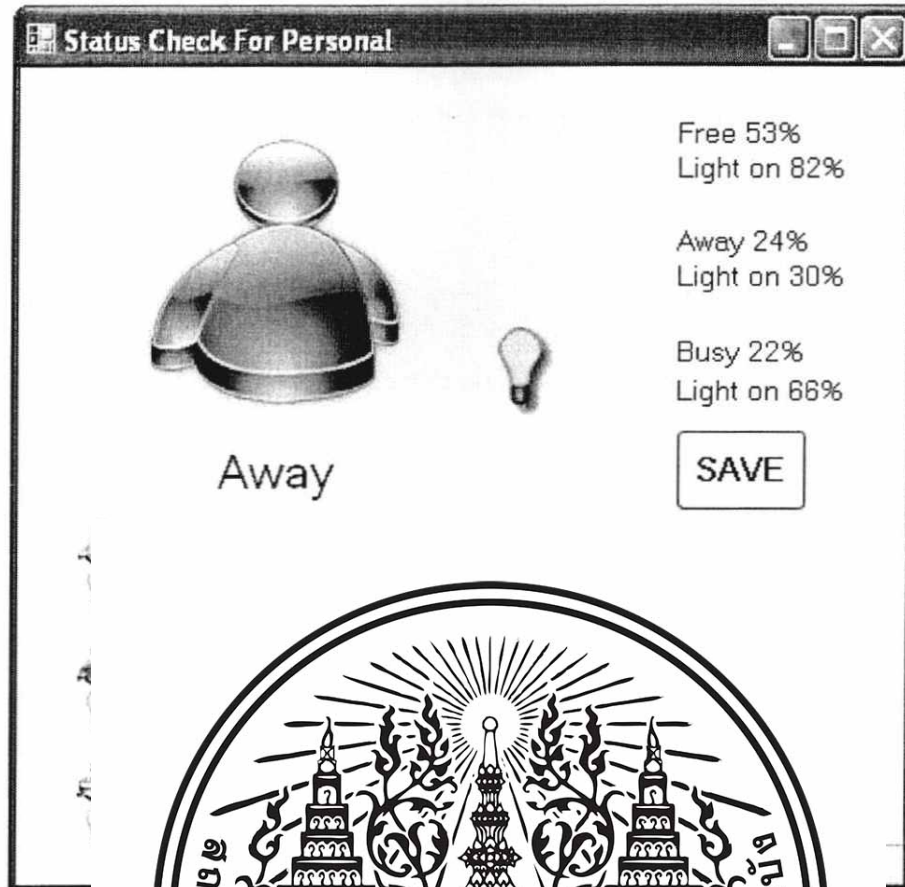 Status Check For Personal
Free 53%
Light on 82%
Away 24%
Light on 30%
Busy 22%
Light on 66%
Away
SAVE